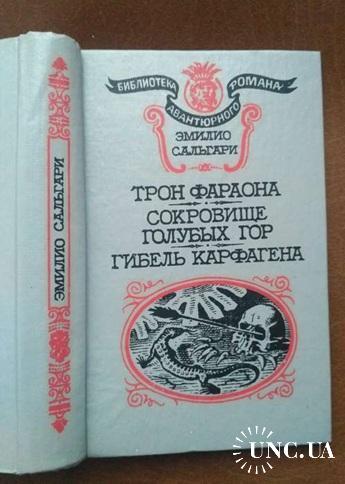 ЭМИЛИО САЛЬГАРИ
БИБЛИОТЕКА РОМАНА
АВАНТЮРНОГО
ЭМИЛИО
САЛЬГАРИ
ТРОН ФАРАОНА
СОКРОВИЩЕ
ГОЛУБЫХ ГОР
ГИБЕЛЬ КАРФАГЕНА
UNC.UA